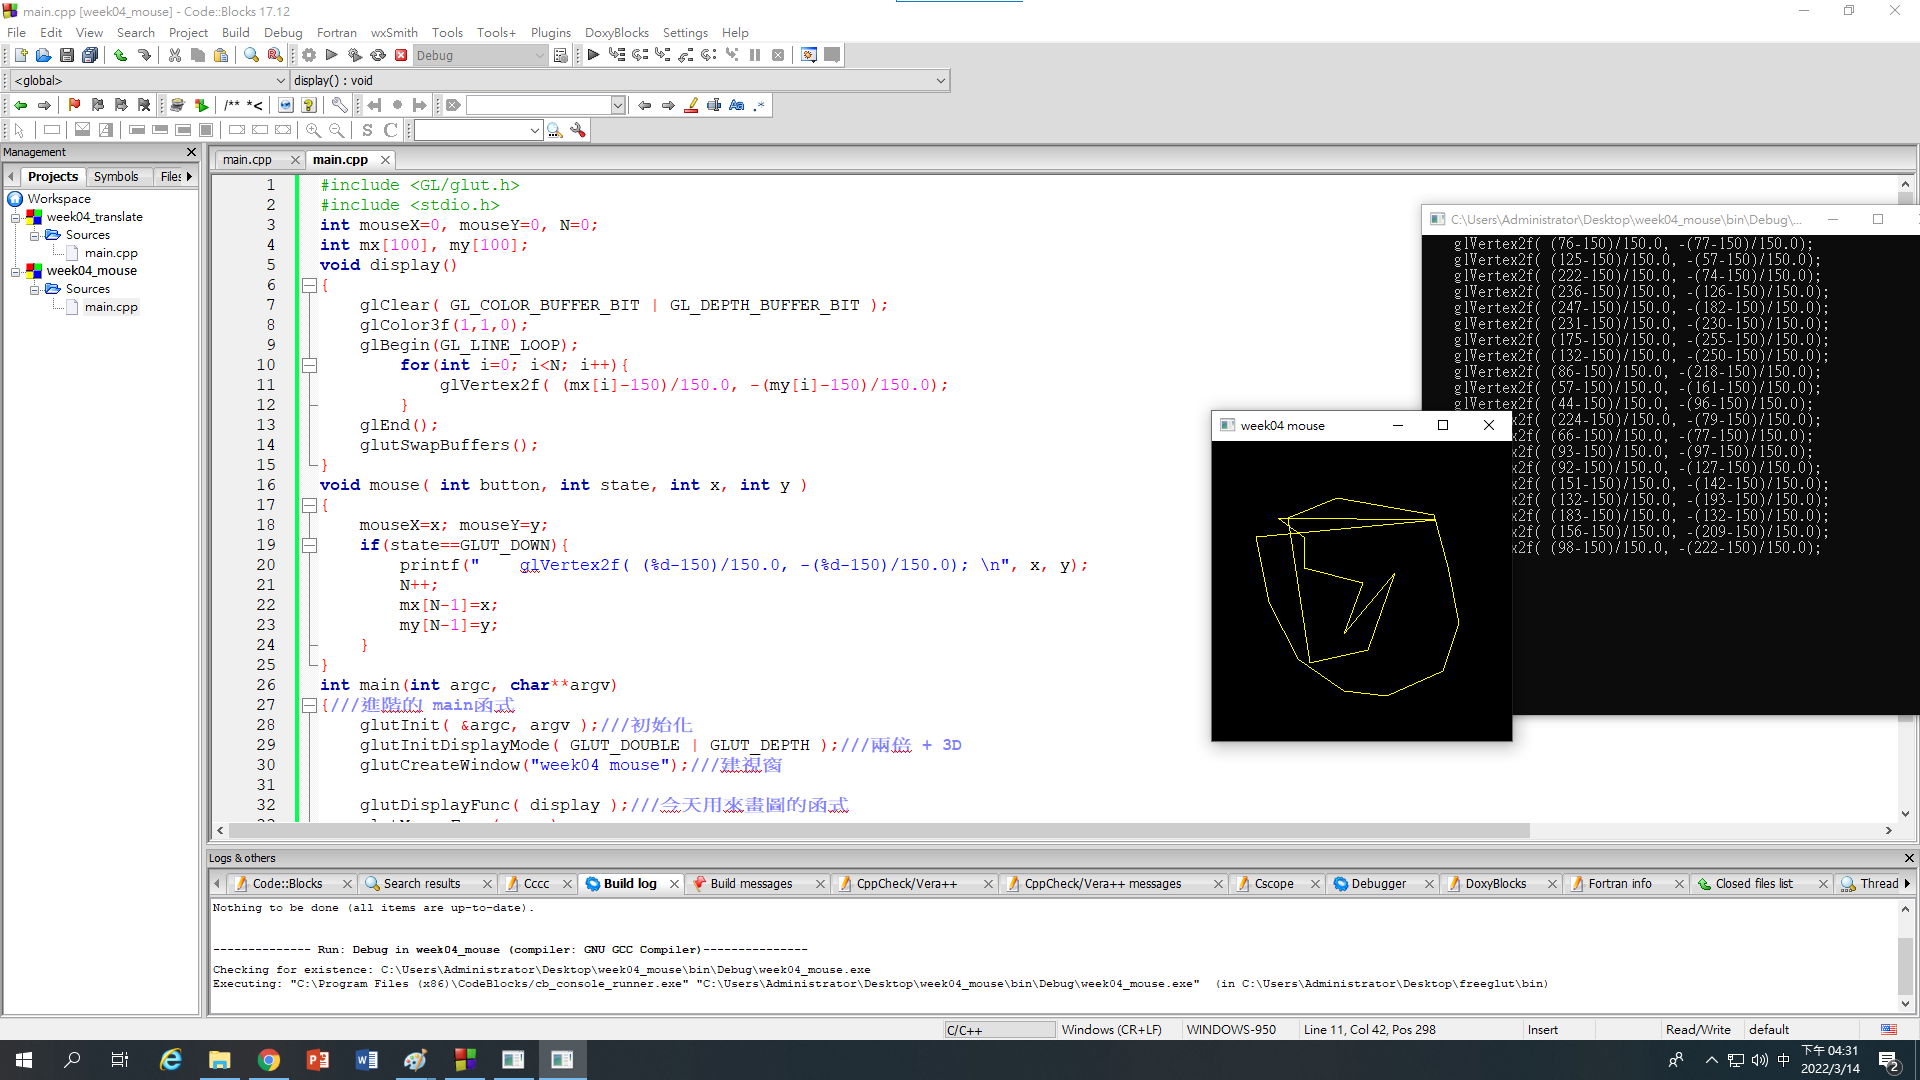 main.cpp [week04_mouse] - Code::Blocks 17.12
File Edit View Search Project Build Debug Fortran wxSmith Tools Tools+ Plugins DoxyBlocks Settings Help
Debug
<global> display() : void
/** *<
S C
Management
Projects Symbols Files
Workspace
week04_translate
Sources
main.cpp
week04_mouse
Sources
main.cpp
main.cpp main.cpp
1 #include <GL/glut.h>
2 #include <stdio.h>
3 int mouseX=0, mouseY=0, N=0;
4 int mx[100], my[100];
5 void display()
6 {
7 glClear( GL_COLOR_BUFFER_BIT | GL_DEPTH_BUFFER_BIT );
8 glColor3f(1,1,0);
9 glBegin(GL_LINE_LOOP);
10 for(int i=0; i<N; i++){
11 glVertex2f( (mx[i]-150)/150.0, -(my[i]-150)/150.0);
12 }
13 glEnd();
14 glutSwapBuffers();
15 }
16 void mouse( int button, int state, int x, int y )
17 {
18 mouseX=x; mouseY=y;
19 if(state==GLUT_DOWN){
20 printf("    glVertex2f( (%d-150)/150.0, -(%d-150)/150.0); \n", x, y);
21 N++;
22 mx[N-1]=x;
23 my[N-1]=y;
24 }
25 }
26 int main(int argc, char**argv)
27 {///進階的 main函式
28 glutInit( &argc, argv );///初始化
29 glutInitDisplayMode( GLUT_DOUBLE | GLUT_DEPTH );///兩倍 + 3D
30 glutCreateWindow("week04 mouse");///建視窗
31
32 glutDisplayFunc( display );///今天用來畫圖的函式
C:\Users\Administrator\Desktop\week04_mouse\bin\Debug\...
glVertex2f( (76-150)/150.0, -(77-150)/150.0);
glVertex2f( (125-150)/150.0, -(57-150)/150.0);
glVertex2f( (222-150)/150.0, -(74-150)/150.0);
glVertex2f( (236-150)/150.0, -(126-150)/150.0);
glVertex2f( (247-150)/150.0, -(182-150)/150.0);
glVertex2f( (231-150)/150.0, -(230-150)/150.0);
glVertex2f( (175-150)/150.0, -(255-150)/150.0);
glVertex2f( (132-150)/150.0, -(250-150)/150.0);
glVertex2f( (86-150)/150.0, -(218-150)/150.0);
glVertex2f( (57-150)/150.0, -(161-150)/150.0);
glVertex2f( (44-150)/150.0, -(96-150)/150.0);
x2f( (224-150)/150.0, -(79-150)/150.0);
x2f( (66-150)/150.0, -(77-150)/150.0);
x2f( (93-150)/150.0, -(97-150)/150.0);
x2f( (92-150)/150.0, -(127-150)/150.0);
x2f( (151-150)/150.0, -(142-150)/150.0);
x2f( (132-150)/150.0, -(193-150)/150.0);
x2f( (183-150)/150.0, -(132-150)/150.0);
x2f( (156-150)/150.0, -(209-150)/150.0);
x2f( (98-150)/150.0, -(222-150)/150.0);
week04 mouse
Logs & others
Code::Blocks Search results Cccc Build log Build messages CppCheck/Vera++ CppCheck/Vera++ messages Cscope Debugger DoxyBlocks Fortran info Closed files list Thread
Nothing to be done (all items are up-to-date).
-------------- Run: Debug in week04_mouse (compiler: GNU GCC Compiler)---------------
Checking for existence: C:\Users\Administrator\Desktop\week04_mouse\bin\Debug\week04_mouse.exe
Executing: "C:\Program Files (x86)\CodeBlocks/cb_console_runner.exe" "C:\Users\Administrator\Desktop\week04_mouse\bin\Debug\week04_mouse.exe"  (in C:\Users\Administrator\Desktop\freeglut\bin)
C/C++ Windows (CR+LF) WINDOWS-950 Line 11, Col 42, Pos 298 Insert Read/Write default
中 下午 04:31
2022/3/14
2